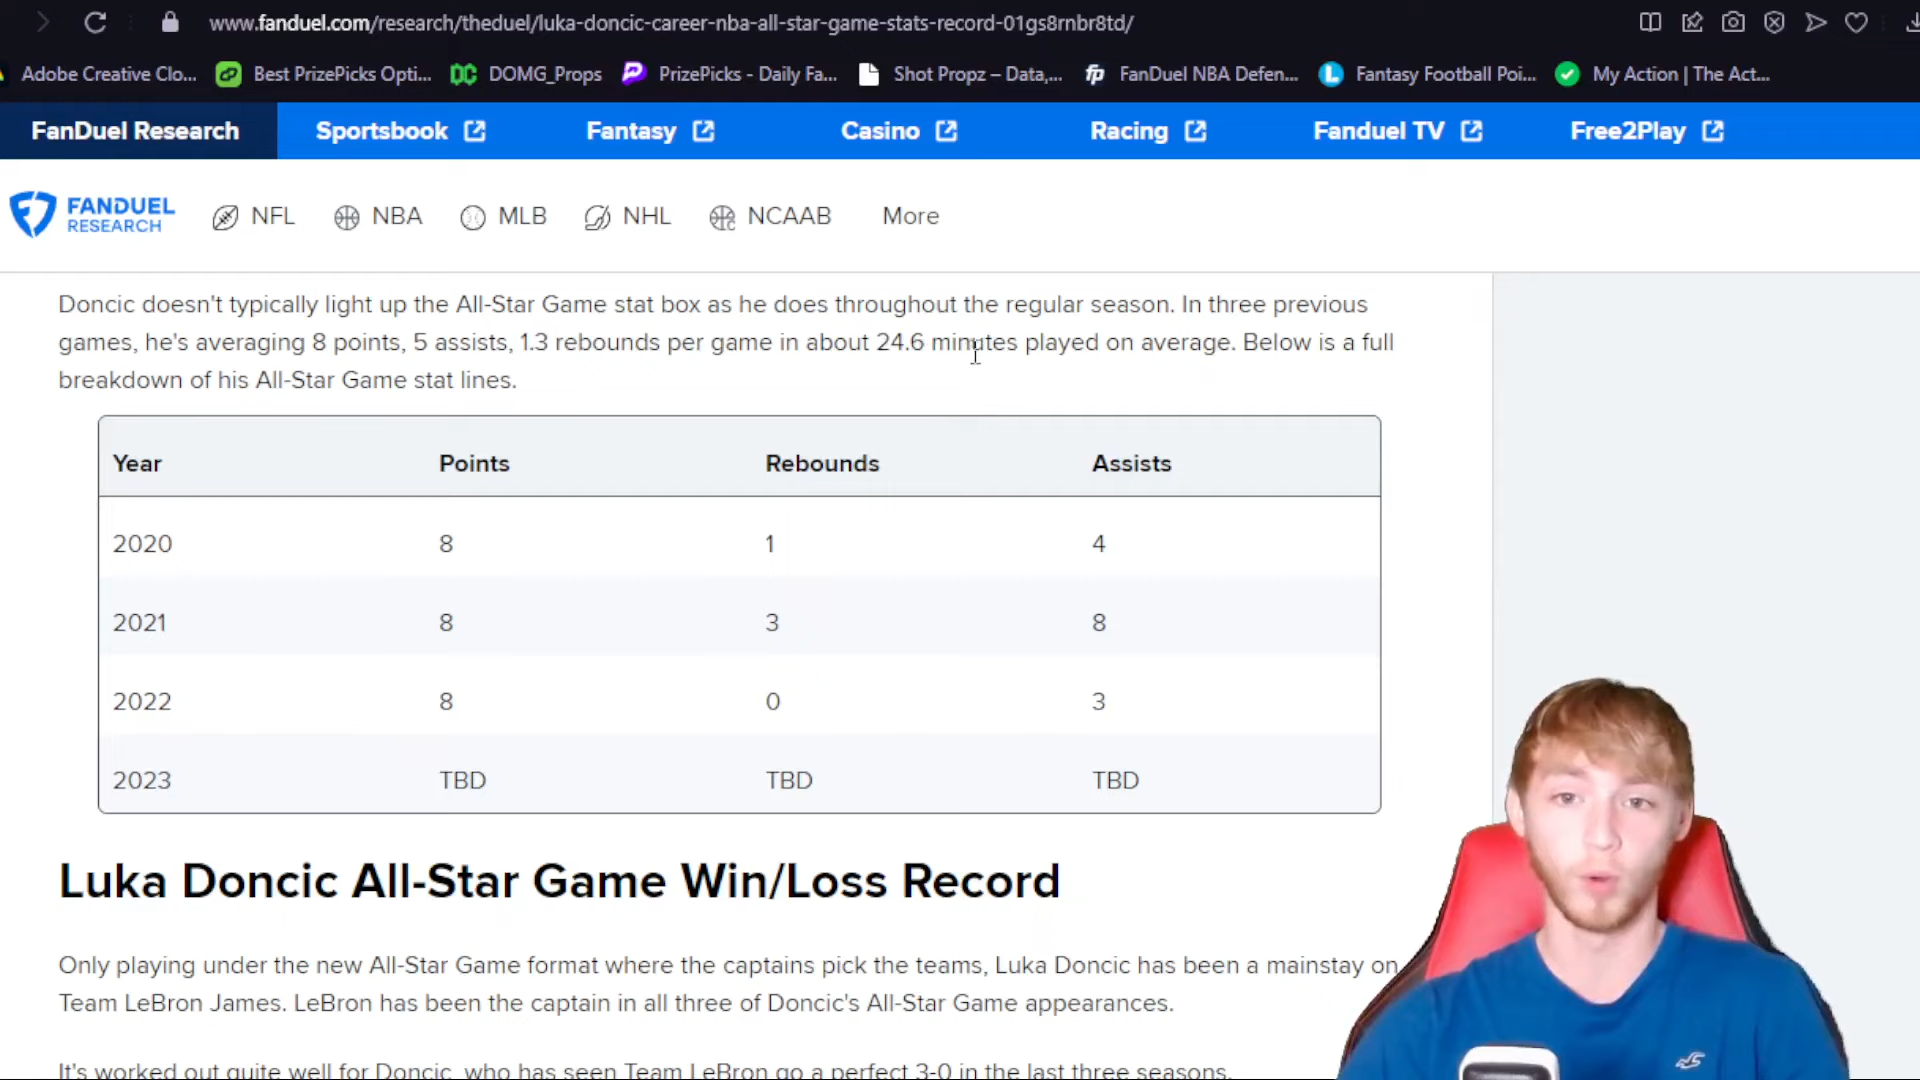 www.fanduel.com/research/theduel/luka-doncic-career-nba-all-star-game-stats-record-01gs8rnbr8td/
Adobe Creative Clo... Best PrizePicks Opti... DOMG_Props PrizePicks - Daily Fa... Shot Propz – Data,... FanDuel NBA Defen... Fantasy Football Poi... My Action | The Act...
FanDuel Research Sportsbook Fantasy Casino Racing Fanduel TV Free2Play
FANDUEL
RESEARCH
NFL NBA MLB NHL NCAAB More
Doncic doesn't typically light up the All-Star Game stat box as he does throughout the regular season. In three previous
games, he's averaging 8 points, 5 assists, 1.3 rebounds per game in about 24.6 minutes played on average. Below is a full
breakdown of his All-Star Game stat lines.
Year Points Rebounds Assists
2020 8 1 4
2021 8 3 8
2022 8 0 3
2023 TBD TBD TBD
Luka Doncic All-Star Game Win/Loss Record
Only playing under the new All-Star Game format where the captains pick the teams, Luka Doncic has been a mainstay on
Team LeBron James. LeBron has been the captain in all three of Doncic's All-Star Game appearances.
It's worked out quite well for Doncic, who has seen Team LeBron go a perfect 3-0 in the last three seasons.